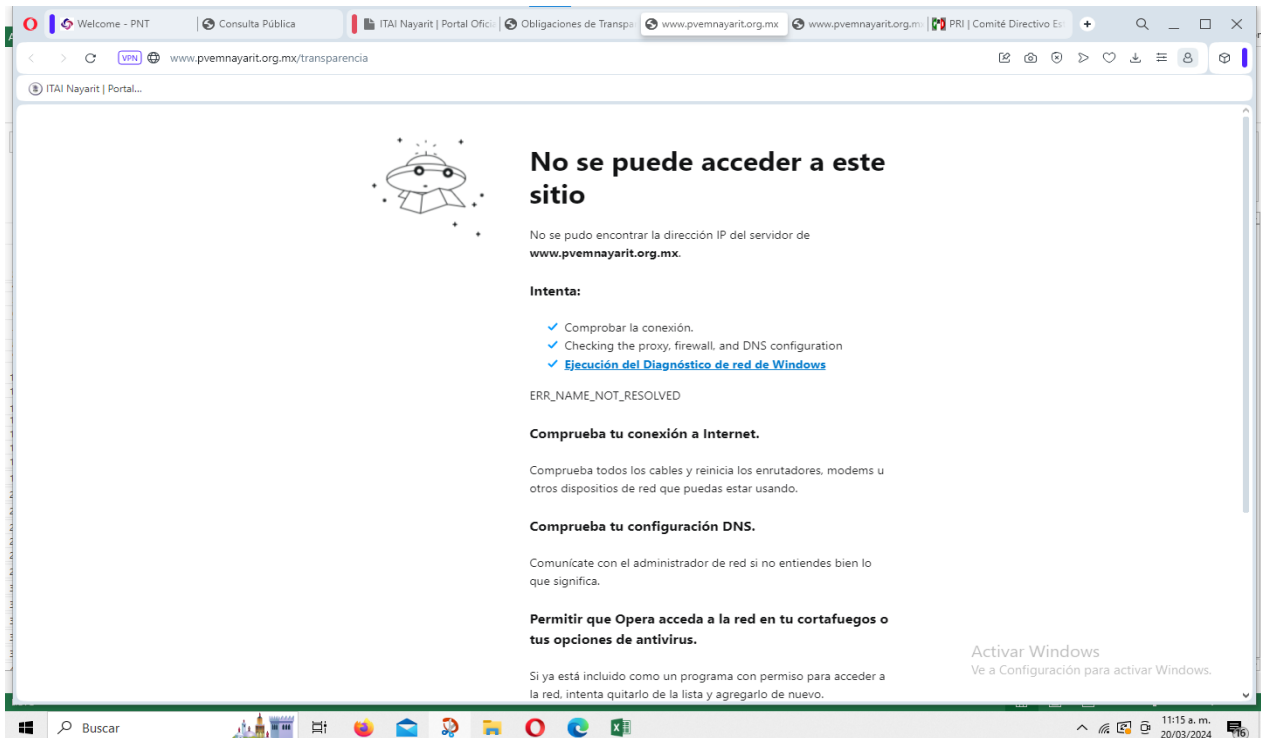 Welcome - PNT
Consulta Pública
ITAI Nayarit | Portal Oficia
Obligaciones de Transpa
www.pvemnayarit.org.mx
www.pvemnayarit.org.m
PRI | Comité Directivo Es
VPN
www.pvemnayarit.org.mx/transparencia
ITAI Nayarit | Portal...
No se puede acceder a este
sitio
No se pudo encontrar la dirección IP del servidor de
www.pvemnayarit.org.mx.
Intenta:
Comprobar la conexión.
Checking the proxy, firewall, and DNS configuration
Ejecución del Diagnóstico de red de Windows
ERR_NAME_NOT_RESOLVED
Comprueba tu conexión a Internet.
Comprueba todos los cables y reinicia los enrutadores, modems u
otros dispositivos de red que puedas estar usando.
Comprueba tu configuración DNS.
Comunícate con el administrador de red si no entiendes bien lo
que significa.
Permitir que Opera acceda a la red en tu cortafuegos o
tus opciones de antivirus.
Si ya está incluido como un programa con permiso para acceder a
la red, intenta quitarlo de la lista y agregarlo de nuevo.
Activar Windows
Ve a Configuración para activar Windows.
Buscar
11:15 a. m.
20/03/2024
16